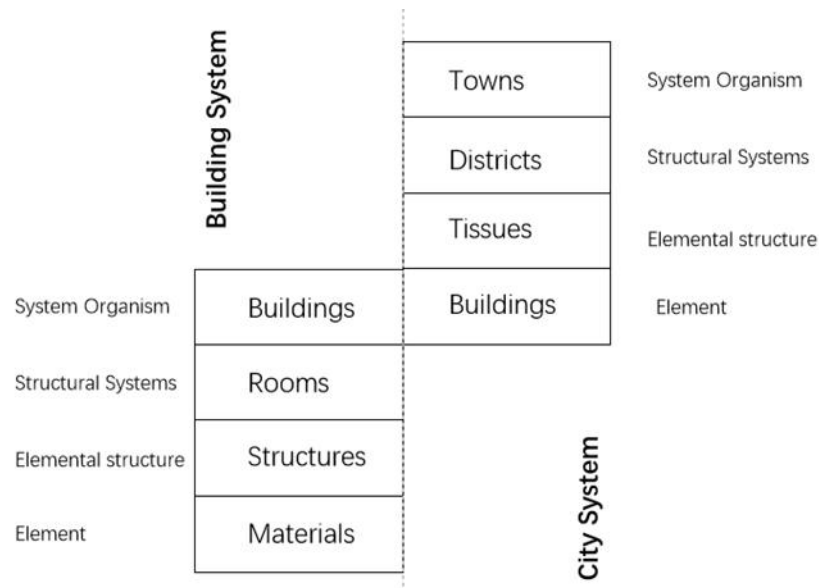 Building System
Towns
System Organism
Districts
Structural Systems
Tissues
Elemental structure
System Organism
Buildings
Buildings
Element
Structural Systems
Rooms
Elemental structure
Structures
Element
Materials
City System